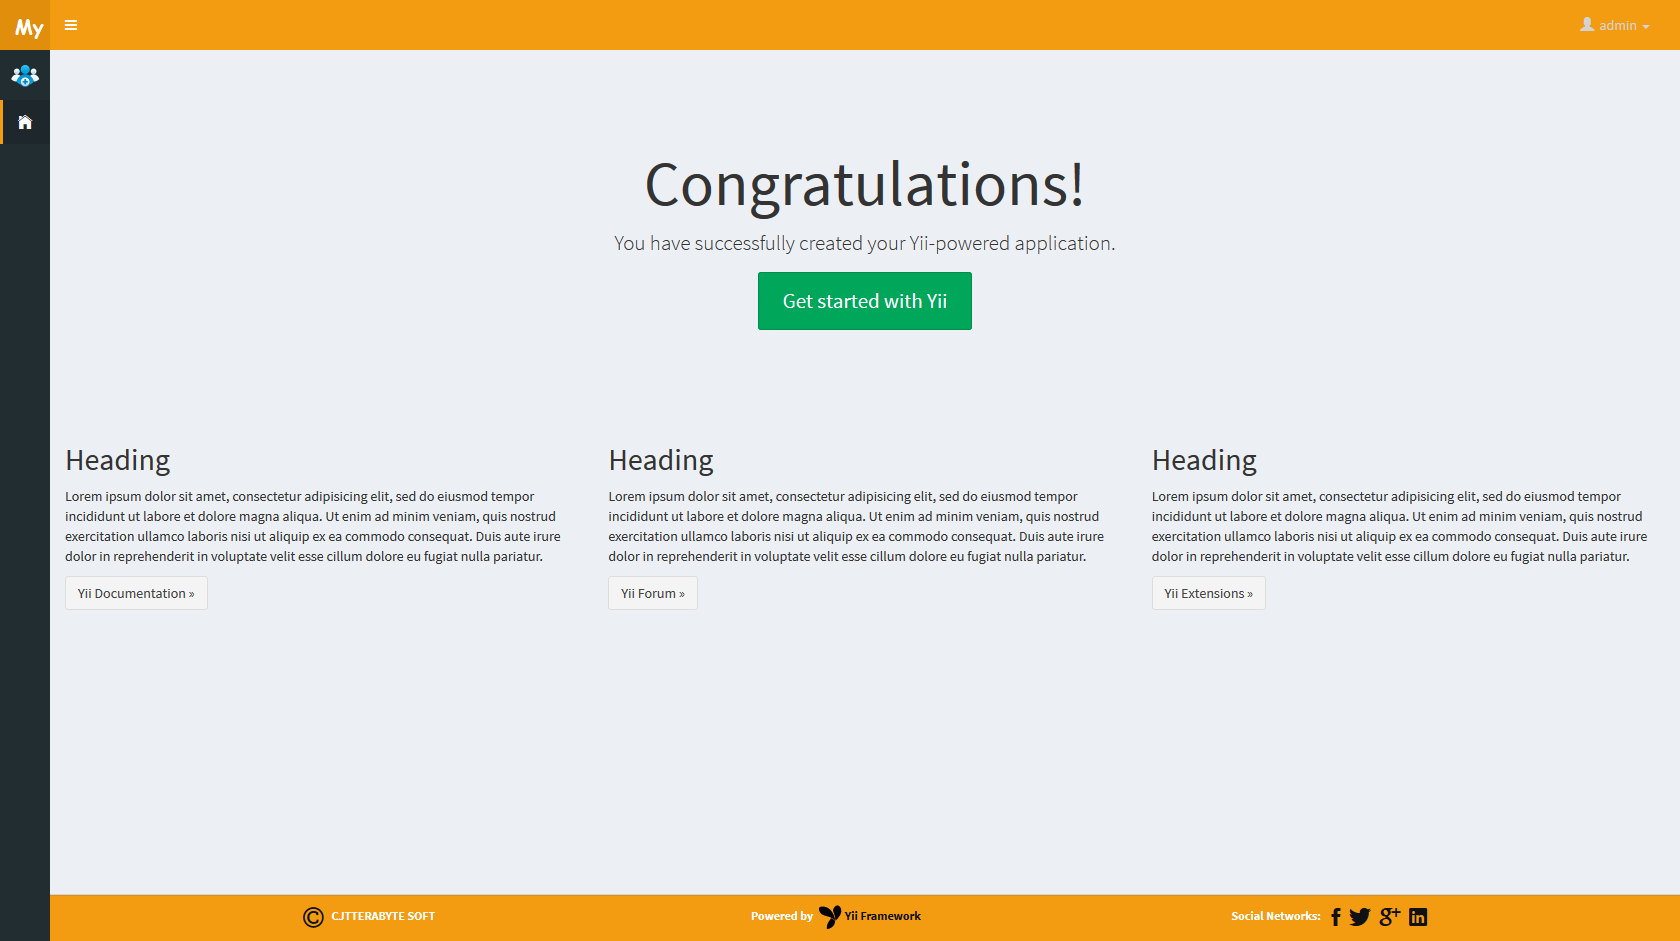 My
admin
Congratulations!
You have successfully created your Yii-powered application.
Get started with Yii
Heading
Lorem ipsum dolor sit amet, consectetur adipisicing elit, sed do eiusmod tempor
incididunt ut labore et dolore magna aliqua. Ut enim ad minim veniam, quis nostrud
exercitation ullamco laboris nisi ut aliquip ex ea commodo consequat. Duis aute irure
dolor in reprehenderit in voluptate velit esse cillum dolore eu fugiat nulla pariatur.
Yii Documentation »
Heading
Lorem ipsum dolor sit amet, consectetur adipisicing elit, sed do eiusmod tempor
incididunt ut labore et dolore magna aliqua. Ut enim ad minim veniam, quis nostrud
exercitation ullamco laboris nisi ut aliquip ex ea commodo consequat. Duis aute irure
dolor in reprehenderit in voluptate velit esse cillum dolore eu fugiat nulla pariatur.
Yii Forum »
Heading
Lorem ipsum dolor sit amet, consectetur adipisicing elit, sed do eiusmod tempor
incididunt ut labore et dolore magna aliqua. Ut enim ad minim veniam, quis nostrud
exercitation ullamco laboris nisi ut aliquip ex ea commodo consequat. Duis aute irure
dolor in reprehenderit in voluptate velit esse cillum dolore eu fugiat nulla pariatur.
Yii Extensions »
© CJTTERABYTE SOFT
Powered by Yii Framework
Social Networks: f g+ in